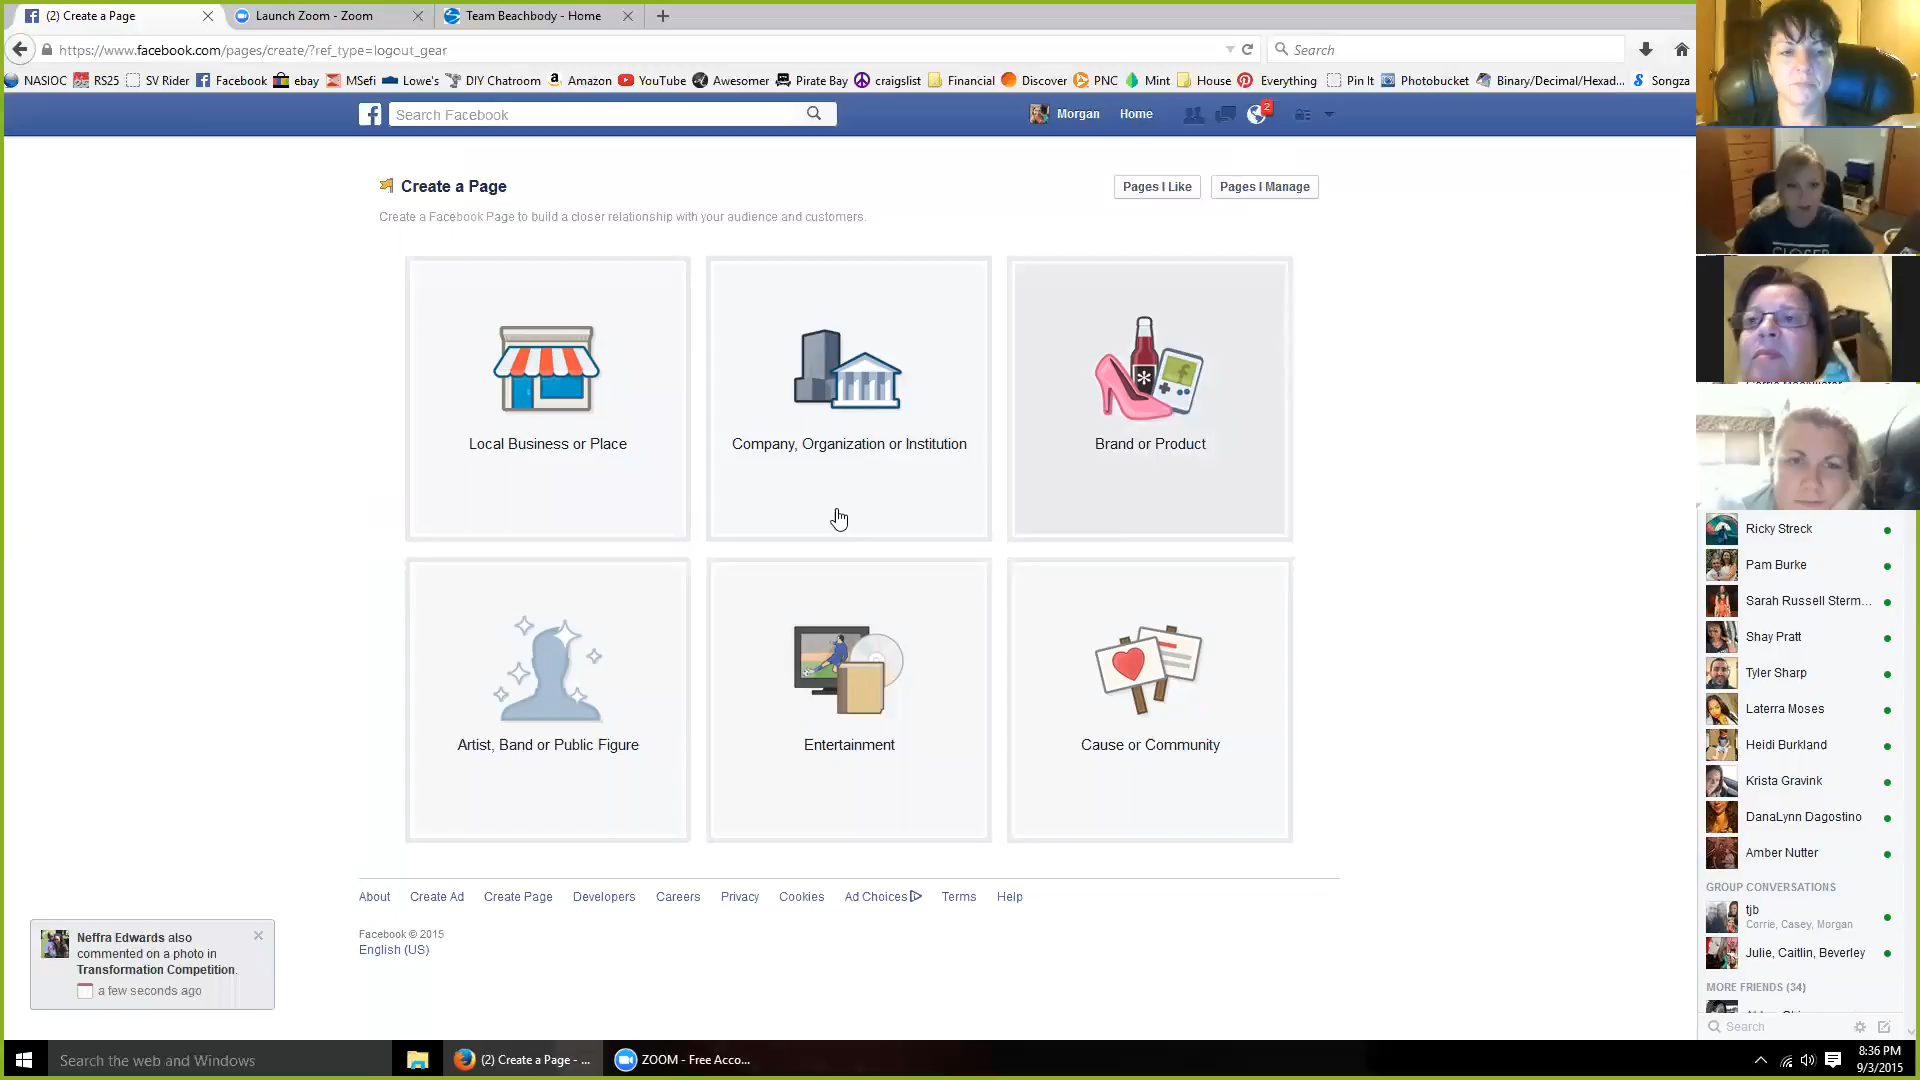 (2) Create a Page
Launch Zoom - Zoom
Team Beachbody - Home
https://www.facebook.com/pages/create/?ref_type=logout_gear
Search
NASIOC
RS25
SV Rider
Facebook
ebay
MSefi
Lowe's
DIY Chatroom
Amazon
YouTube
Awesomer
Pirate Bay
craigslist
Financial
Discover
PNC
Mint
House
Everything
Pin It
Photobucket
Binary/Decimal/Hexad...
Songza
Search Facebook
Morgan
Home
2
Create a Page
Pages I Like
Pages I Manage
Create a Facebook Page to build a closer relationship with your audience and customers.
Local Business or Place
Company, Organization or Institution
Brand or Product
Artist, Band or Public Figure
Entertainment
Cause or Community
About
Create Ad
Create Page
Developers
Careers
Privacy
Cookies
Ad Choices
Terms
Help
Facebook © 2015
English (US)
Neffra Edwards also
commented on a photo in
Transformation Competition.
a few seconds ago
CLOSER
Ricky Streck
Pam Burke
Sarah Russell Sterm...
Shay Pratt
Tyler Sharp
Laterra Moses
Heidi Burkland
Krista Gravink
DanaLynn Dagostino
Amber Nutter
GROUP CONVERSATIONS
tjb
Corrie, Casey, Morgan
Julie, Caitlin, Beverley
MORE FRIENDS (34)
Search
Search the web and Windows
(2) Create a Page - ...
ZOOM - Free Acco...
8:36 PM
9/3/2015